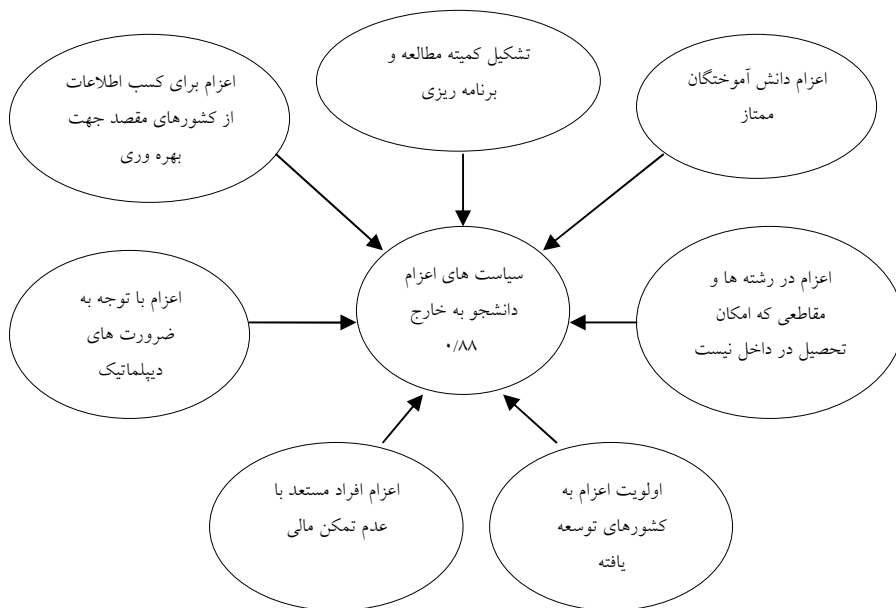 تشکیل کمیته مطالعه و
برنامه ریزی
اعزام دانش آموختگان
ممتاز
اعزام برای کسب اطلاعات
از کشورهای مقصد جهت
بهره وری
سیاست های اعزام
دانشجو به خارج
۰/۸۸
اعزام در رشته ها و
مقاطعی که امکان
تحصیل در داخل نیست
اعزام با توجه به
ضرورت های
دیپلماتیک
اولویت اعزام به
کشورهای توسعه
یافته
اعزام افراد مستعد با
عدم تمکن مالی